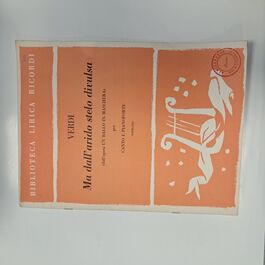 BIBLIOTECA LIRICA RICORDI
VERDI
Ma dall'arido stelo divulsa
(dall'opera UN BALLO IN MASCHERA)
per
CANTO E PIANOFORTE